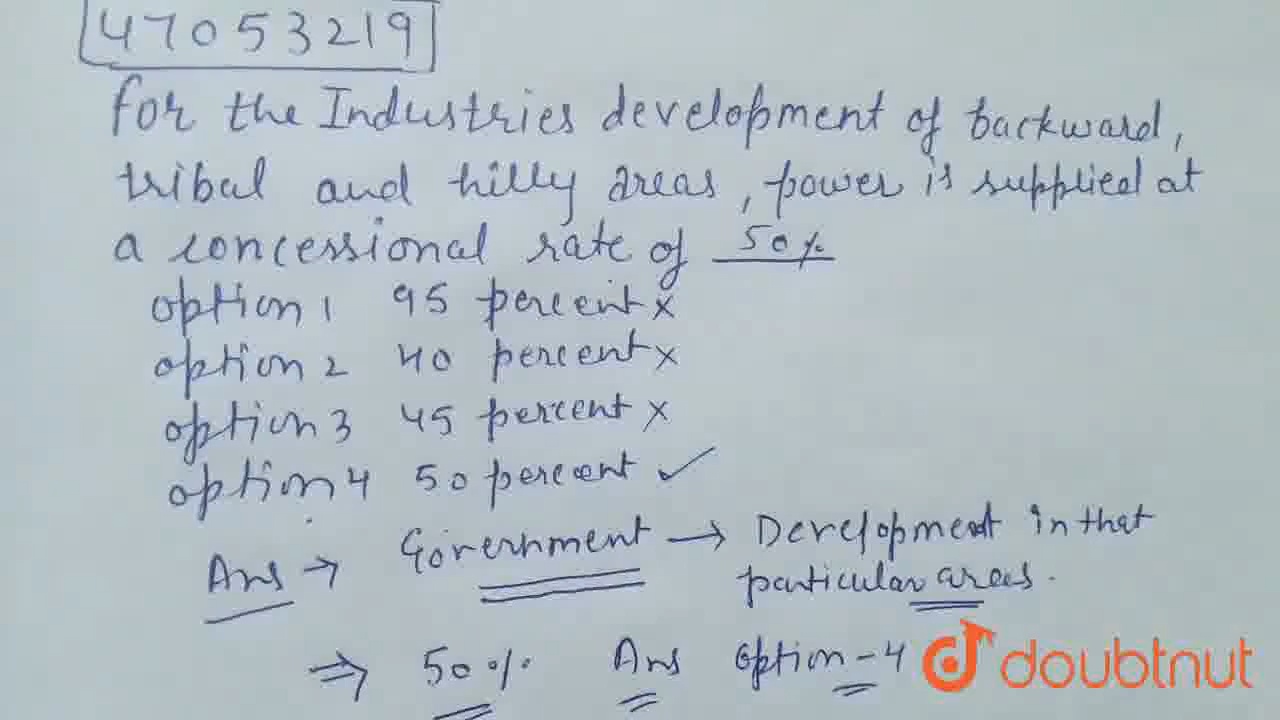 47053219
for the Industries development of backward,
tribal and hilly areas, power is supplied at
a concessional rate of 50%
option 1 95 percent ×
option 2 40 percent ×
option 3 45 percent ×
option 4 50 percent ✓
Ans → Government → Development in that
particular areas.
⇒ 50% Ans option-4
doubtnut